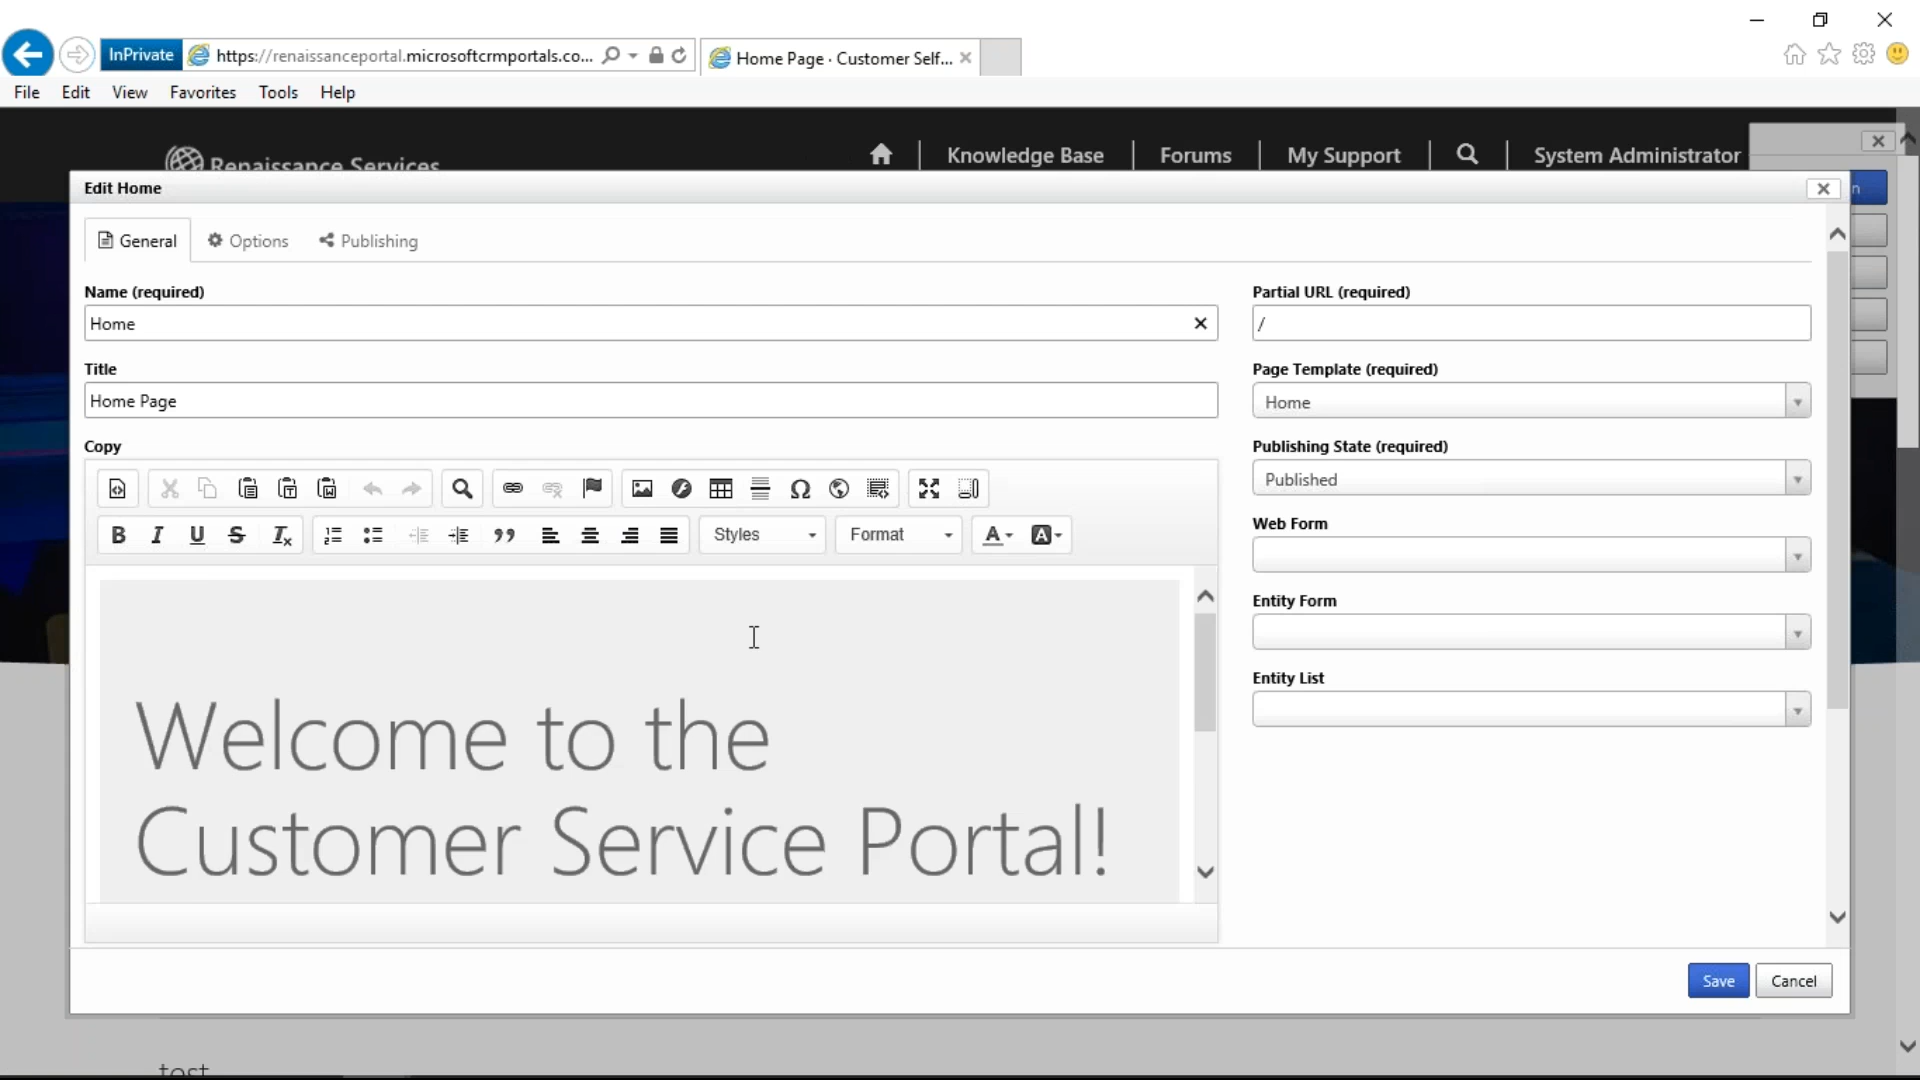 InPrivate
https://renaissanceportal.microsoftcrmportals.co...
Home Page · Customer Self...
File Edit View Favorites Tools Help
Renaissance Services
Knowledge Base
Forums
My Support
System Administrator
Edit Home
n
General
Options
Publishing
Name (required)
Home
Partial URL (required)
/
Title
Home Page
Page Template (required)
Home
Copy
Publishing State (required)
Published
Styles
Format
Web Form
Entity Form
Entity List
Welcome to the
Customer Service Portal!
Save
Cancel
test